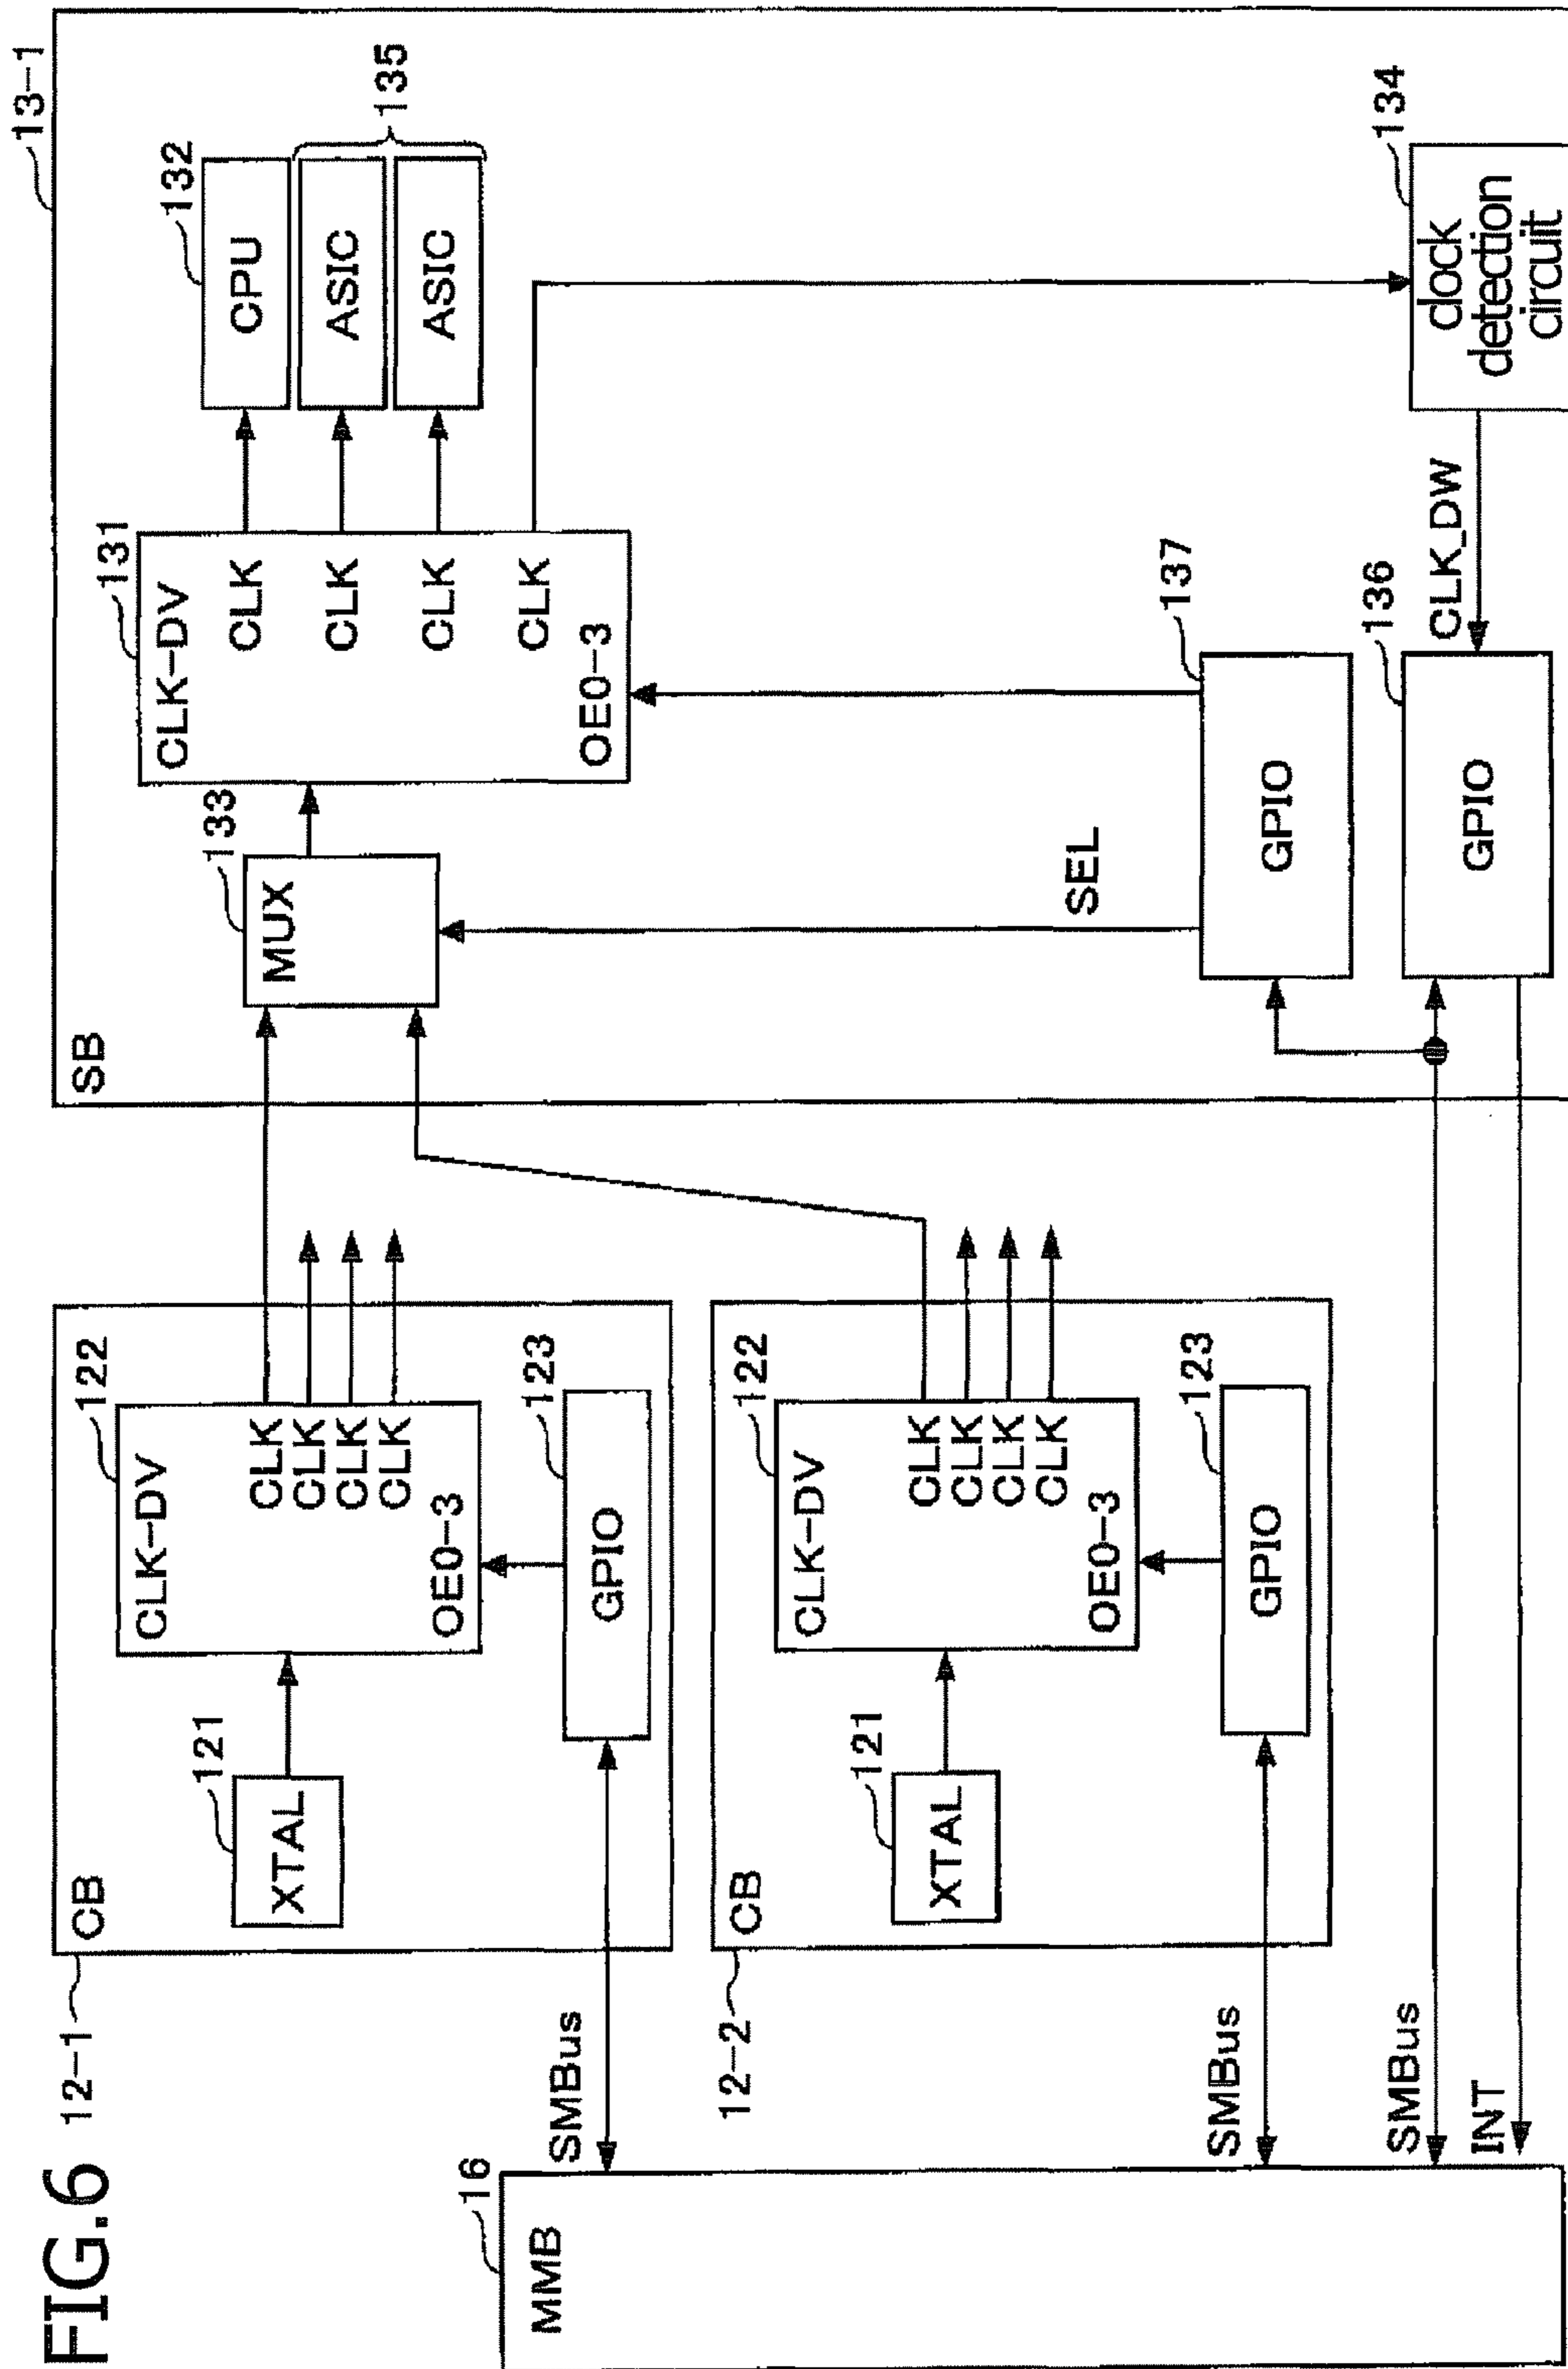 FIG.6
12-1
CB
XTAL
121
CLK-DV
122
CLK
CLK
CLK
CLK
OE0-3
GPIO
123
SMBus
MMB
16
12-2
CB
XTAL
121
CLK-DV
122
CLK
CLK
CLK
CLK
OE0-3
GPIO
123
SMBus
SMBus
INT
13-1
SB
MUX
133
CLK-DV
131
CLK
CLK
CLK
CLK
OE0-3
CPU
132
ASIC
ASIC
135
SEL
GPIO
137
GPIO
136
CLK_DW
clock
detection
circuit
134